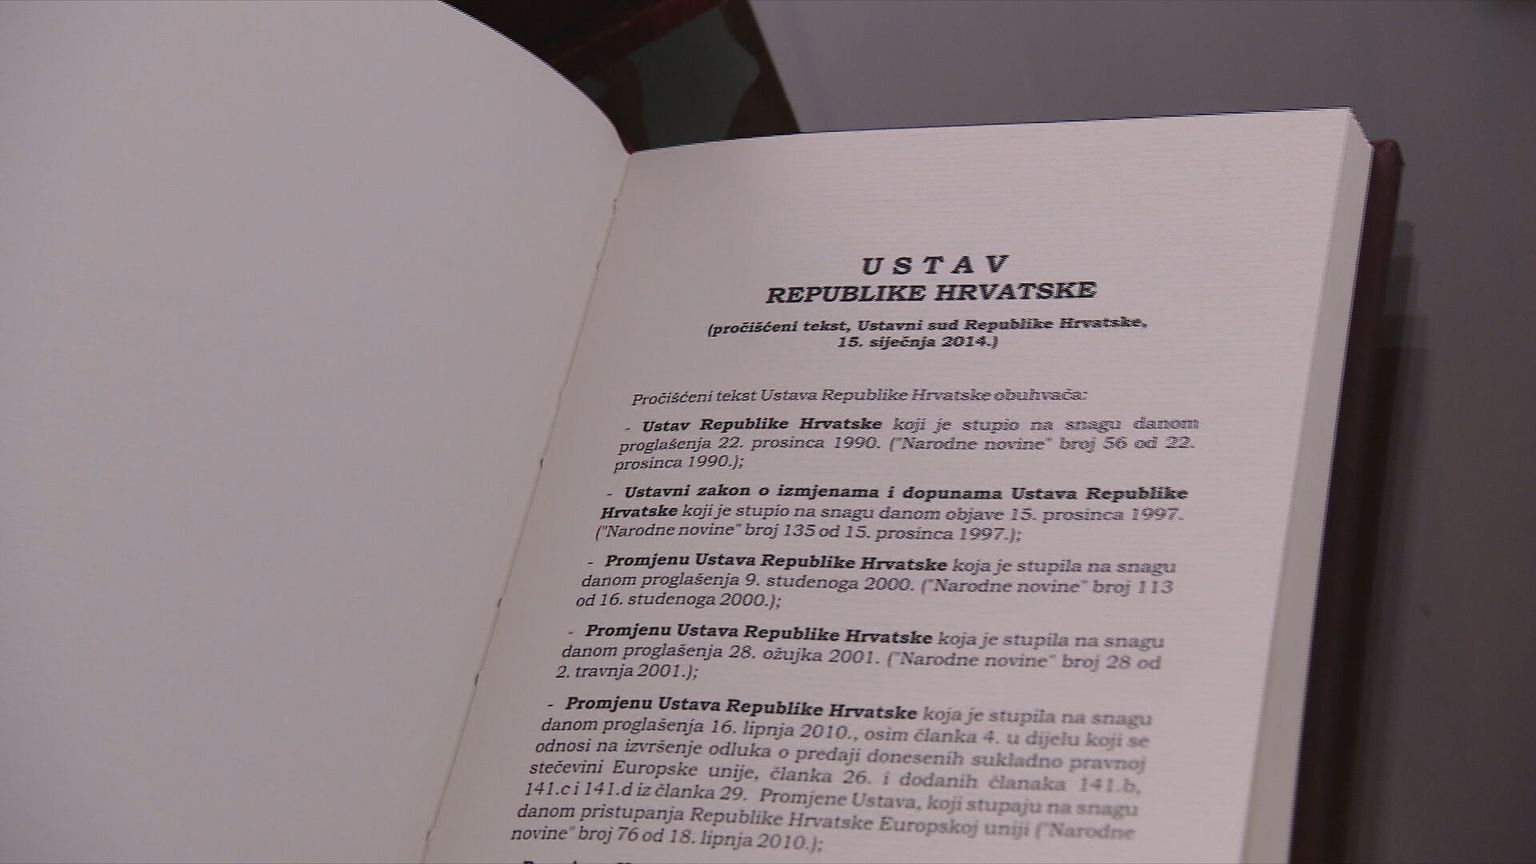 U S T A V
REPUBLIKE HRVATSKE
(pročišćeni tekst, Ustavni sud Republike Hrvatske,
15. siječnja 2014.)
Pročišćeni tekst Ustava Republike Hrvatske obuhvaća:
- Ustav Republike Hrvatske koji je stupio na snagu danom
proglašenja 22. prosinca 1990. ("Narodne novine" broj 56 od 22.
prosinca 1990.);
- Ustavni zakon o izmjenama i dopunama Ustava Republike
Hrvatske koji je stupio na snagu danom objave 15. prosinca 1997.
("Narodne novine" broj 135 od 15. prosinca 1997.);
- Promjenu Ustava Republike Hrvatske koja je stupila na snagu
danom proglašenja 9. studenoga 2000. ("Narodne novine" broj 113
od 16. studenoga 2000.);
- Promjenu Ustava Republike Hrvatske koja je stupila na snagu
danom proglašenja 28. ožujka 2001. ("Narodne novine" broj 28 od
2. travnja 2001.);
- Promjenu Ustava Republike Hrvatske koja je stupila na snagu
danom proglašenja 16. lipnja 2010., osim članka 4. u dijelu koji se
odnosi na izvršenje odluka o predaji donesenih sukladno pravnoj
stečevini Europske unije, članka 26. i dodanih članaka 141.b,
141.c i 141.d iz članka 29. Promjene Ustava, koji stupaju na snagu
danom pristupanja Republike Hrvatske Europskoj uniji ("Narodne
novine" broj 76 od 18. lipnja 2010.);